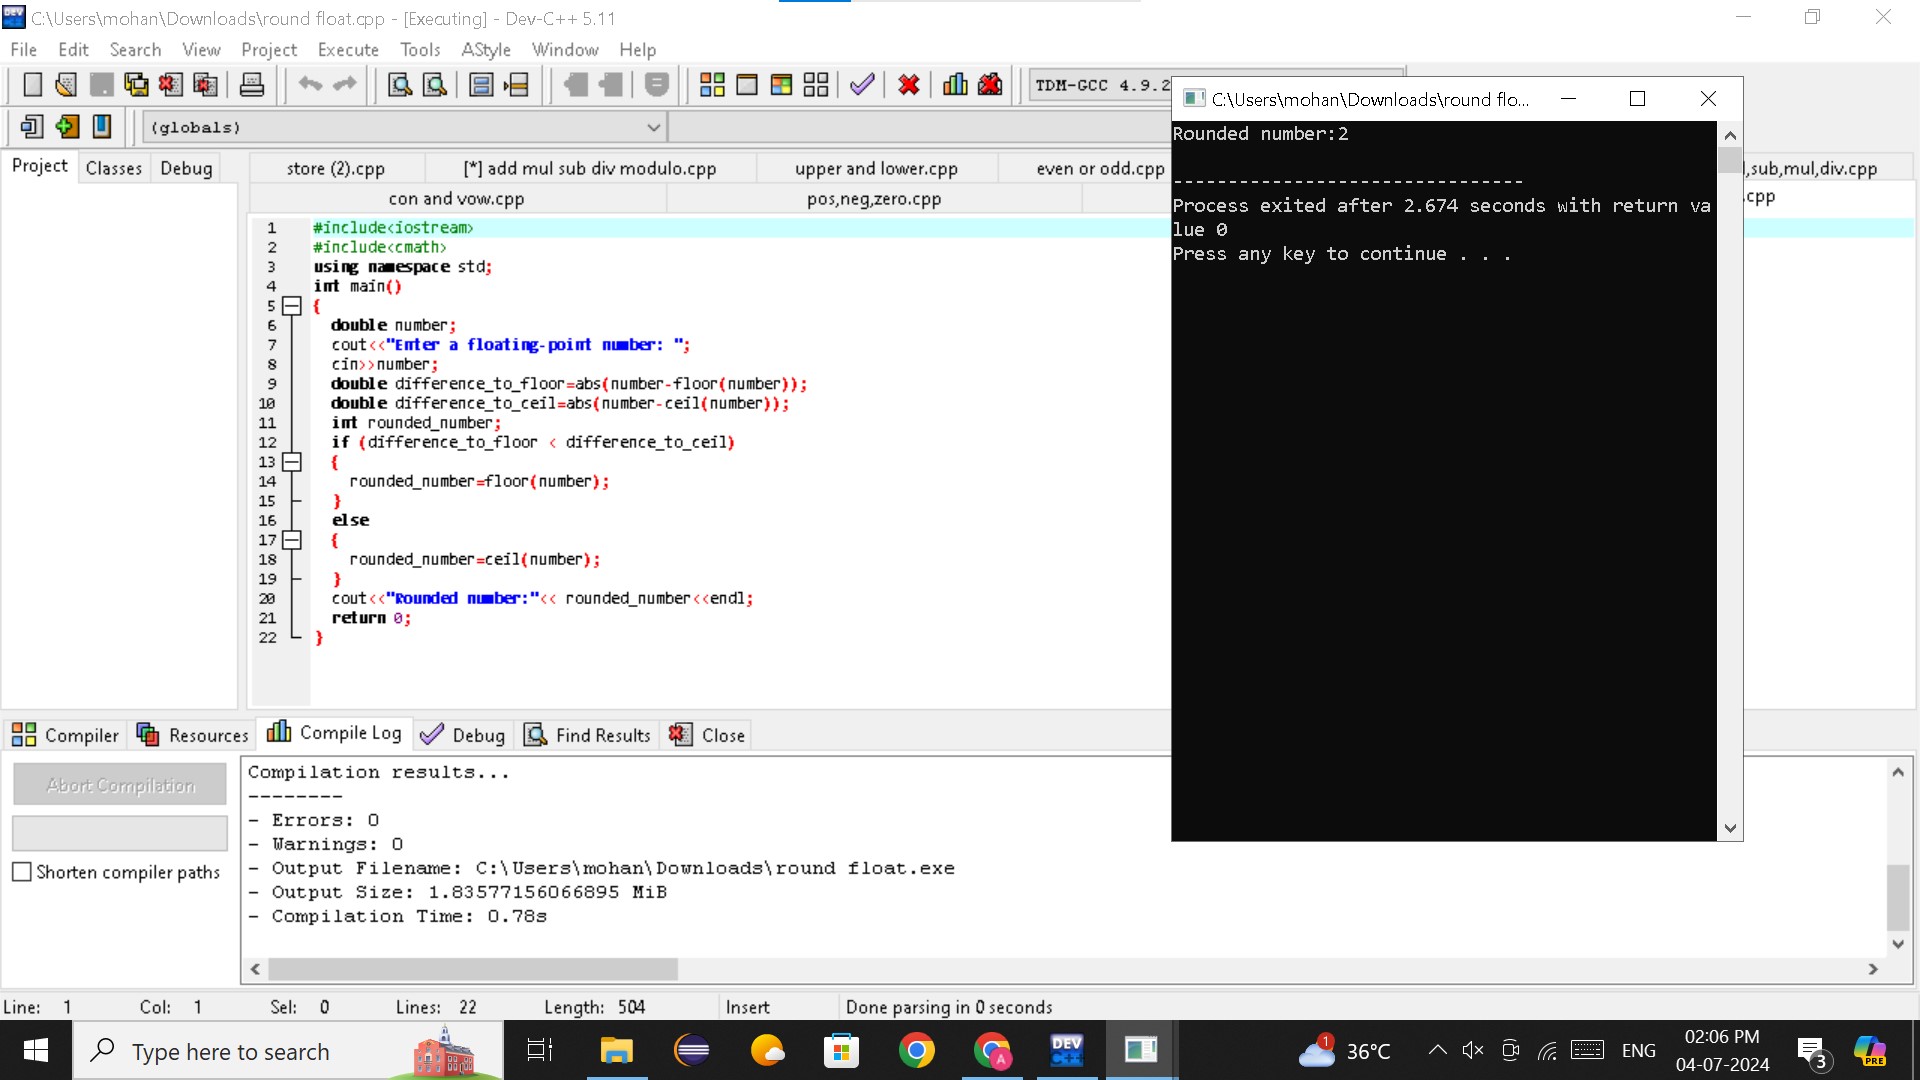 C:\Users\mohan\Downloads\round float.cpp - [Executing] - Dev-C++ 5.11
File Edit Search View Project Execute Tools AStyle Window Help
TDM-GCC 4.9.2
(globals)
Project Classes Debug
store (2).cpp [*] add mul sub div modulo.cpp upper and lower.cpp even or odd.cpp ,sub,mul,div.cpp
con and vow.cpp pos,neg,zero.cpp .cpp
1 #include<iostream>
2 #include<cmath>
3 using namespace std;
4 int main()
5 {
6 double number;
7 cout<<"Enter a floating-point number: ";
8 cin>>number;
9 double difference_to_floor=abs(number-floor(number));
10 double difference_to_ceil=abs(number-ceil(number));
11 int rounded_number;
12 if (difference_to_floor < difference_to_ceil)
13 {
14 rounded_number=floor(number);
15 }
16 else
17 {
18 rounded_number=ceil(number);
19 }
20 cout<<"Rounded number:"<< rounded_number<<endl;
21 return 0;
22 }
C:\Users\mohan\Downloads\round flo...
Rounded number:2
--------------------------------
Process exited after 2.674 seconds with return va
lue 0
Press any key to continue . . .
Compiler Resources Compile Log Debug Find Results Close
Abort Compilation
Shorten compiler paths
Compilation results...
--------
- Errors: 0
- Warnings: 0
- Output Filename: C:\Users\mohan\Downloads\round float.exe
- Output Size: 1.83577156066895 MiB
- Compilation Time: 0.78s
Line: 1 Col: 1 Sel: 0 Lines: 22 Length: 504 Insert Done parsing in 0 seconds
Type here to search
DEV C++
A
1
36°C
ENG
02:06 PM
04-07-2024
3
PRE